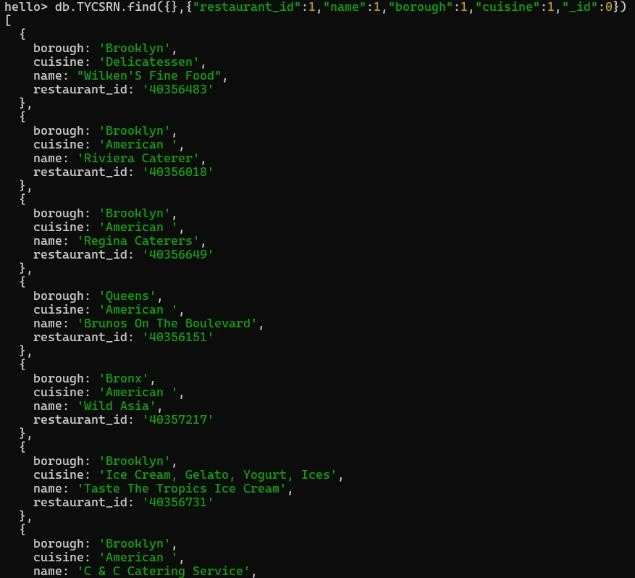 hello> db.TYCSRN.find({},{"restaurant_id":1,"name":1,"borough":1,"cuisine":1,"_id":0})
[
  {
    borough: 'Brooklyn',
    cuisine: 'Delicatessen',
    name: "Wilken'S Fine Food",
    restaurant_id: '40356483'
  },
  {
    borough: 'Brooklyn',
    cuisine: 'American ',
    name: 'Riviera Caterer',
    restaurant_id: '40356018'
  },
  {
    borough: 'Brooklyn',
    cuisine: 'American ',
    name: 'Regina Caterers',
    restaurant_id: '40356649'
  },
  {
    borough: 'Queens',
    cuisine: 'American ',
    name: 'Brunos On The Boulevard',
    restaurant_id: '40356151'
  },
  {
    borough: 'Bronx',
    cuisine: 'American ',
    name: 'Wild Asia',
    restaurant_id: '40357217'
  },
  {
    borough: 'Brooklyn',
    cuisine: 'Ice Cream, Gelato, Yogurt, Ices',
    name: 'Taste The Tropics Ice Cream',
    restaurant_id: '40356731'
  },
  {
    borough: 'Brooklyn',
    cuisine: 'American ',
    name: 'C & C Catering Service',